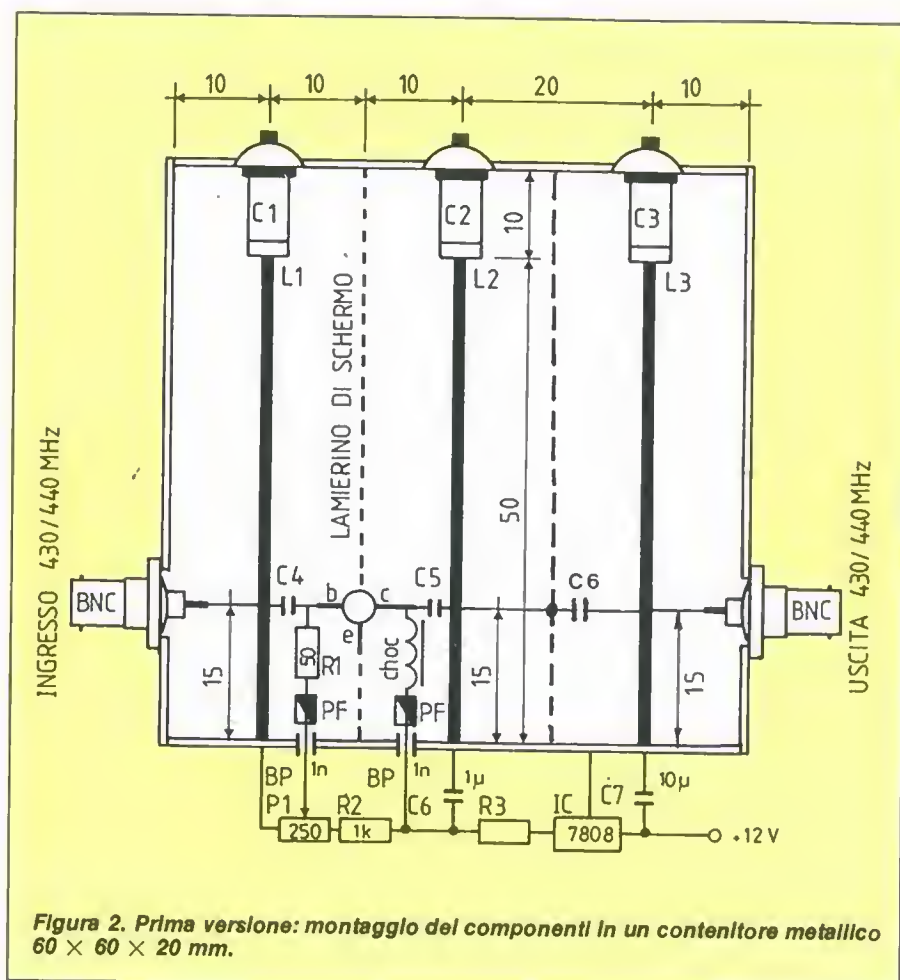 10 10 10 20 10
C1 C2 C3
10
L1 L2 L3
LAMIERINO DI SCHERMO
50
INGRESSO 430/440 MHz
USCITA 430/440 MHz
C4 b c C5 C6
BNC BNC
e
15 50 R1 choc 15 15
PF PF
BP 1n BP 1n 1µ 10µ
P1 R2 C6 R3 IC C7
250 1k 7808 +12 V
Figura 2. Prima versione: montaggio dei componenti in un contenitore metallico
60 × 60 × 20 mm.